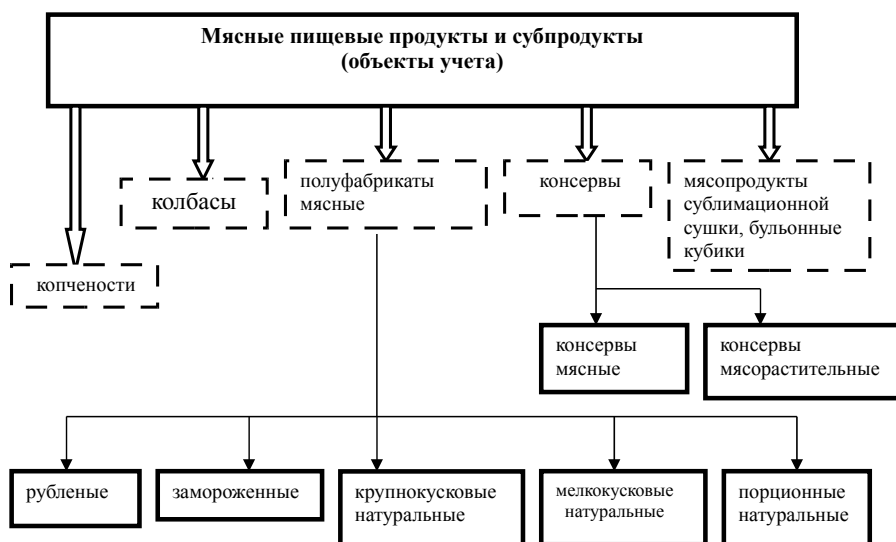 Мясные пищевые продукты и субпродукты
(объекты учета)
копчености
колбасы
полуфабрикаты
мясные
консервы
мясопродукты
сублимационной
сушки, бульонные
кубики
консервы
мясные
консервы
мясорастительные
рубленые
замороженные
крупнокусковые
натуральные
мелкокусковые
натуральные
порционные
натуральные